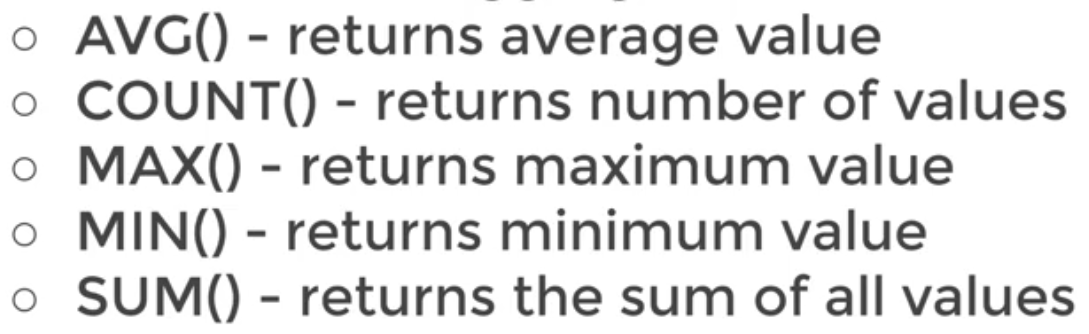 ○ AVG() - returns average value
○ COUNT() - returns number of values
○ MAX() - returns maximum value
○ MIN() - returns minimum value
○ SUM() - returns the sum of all values